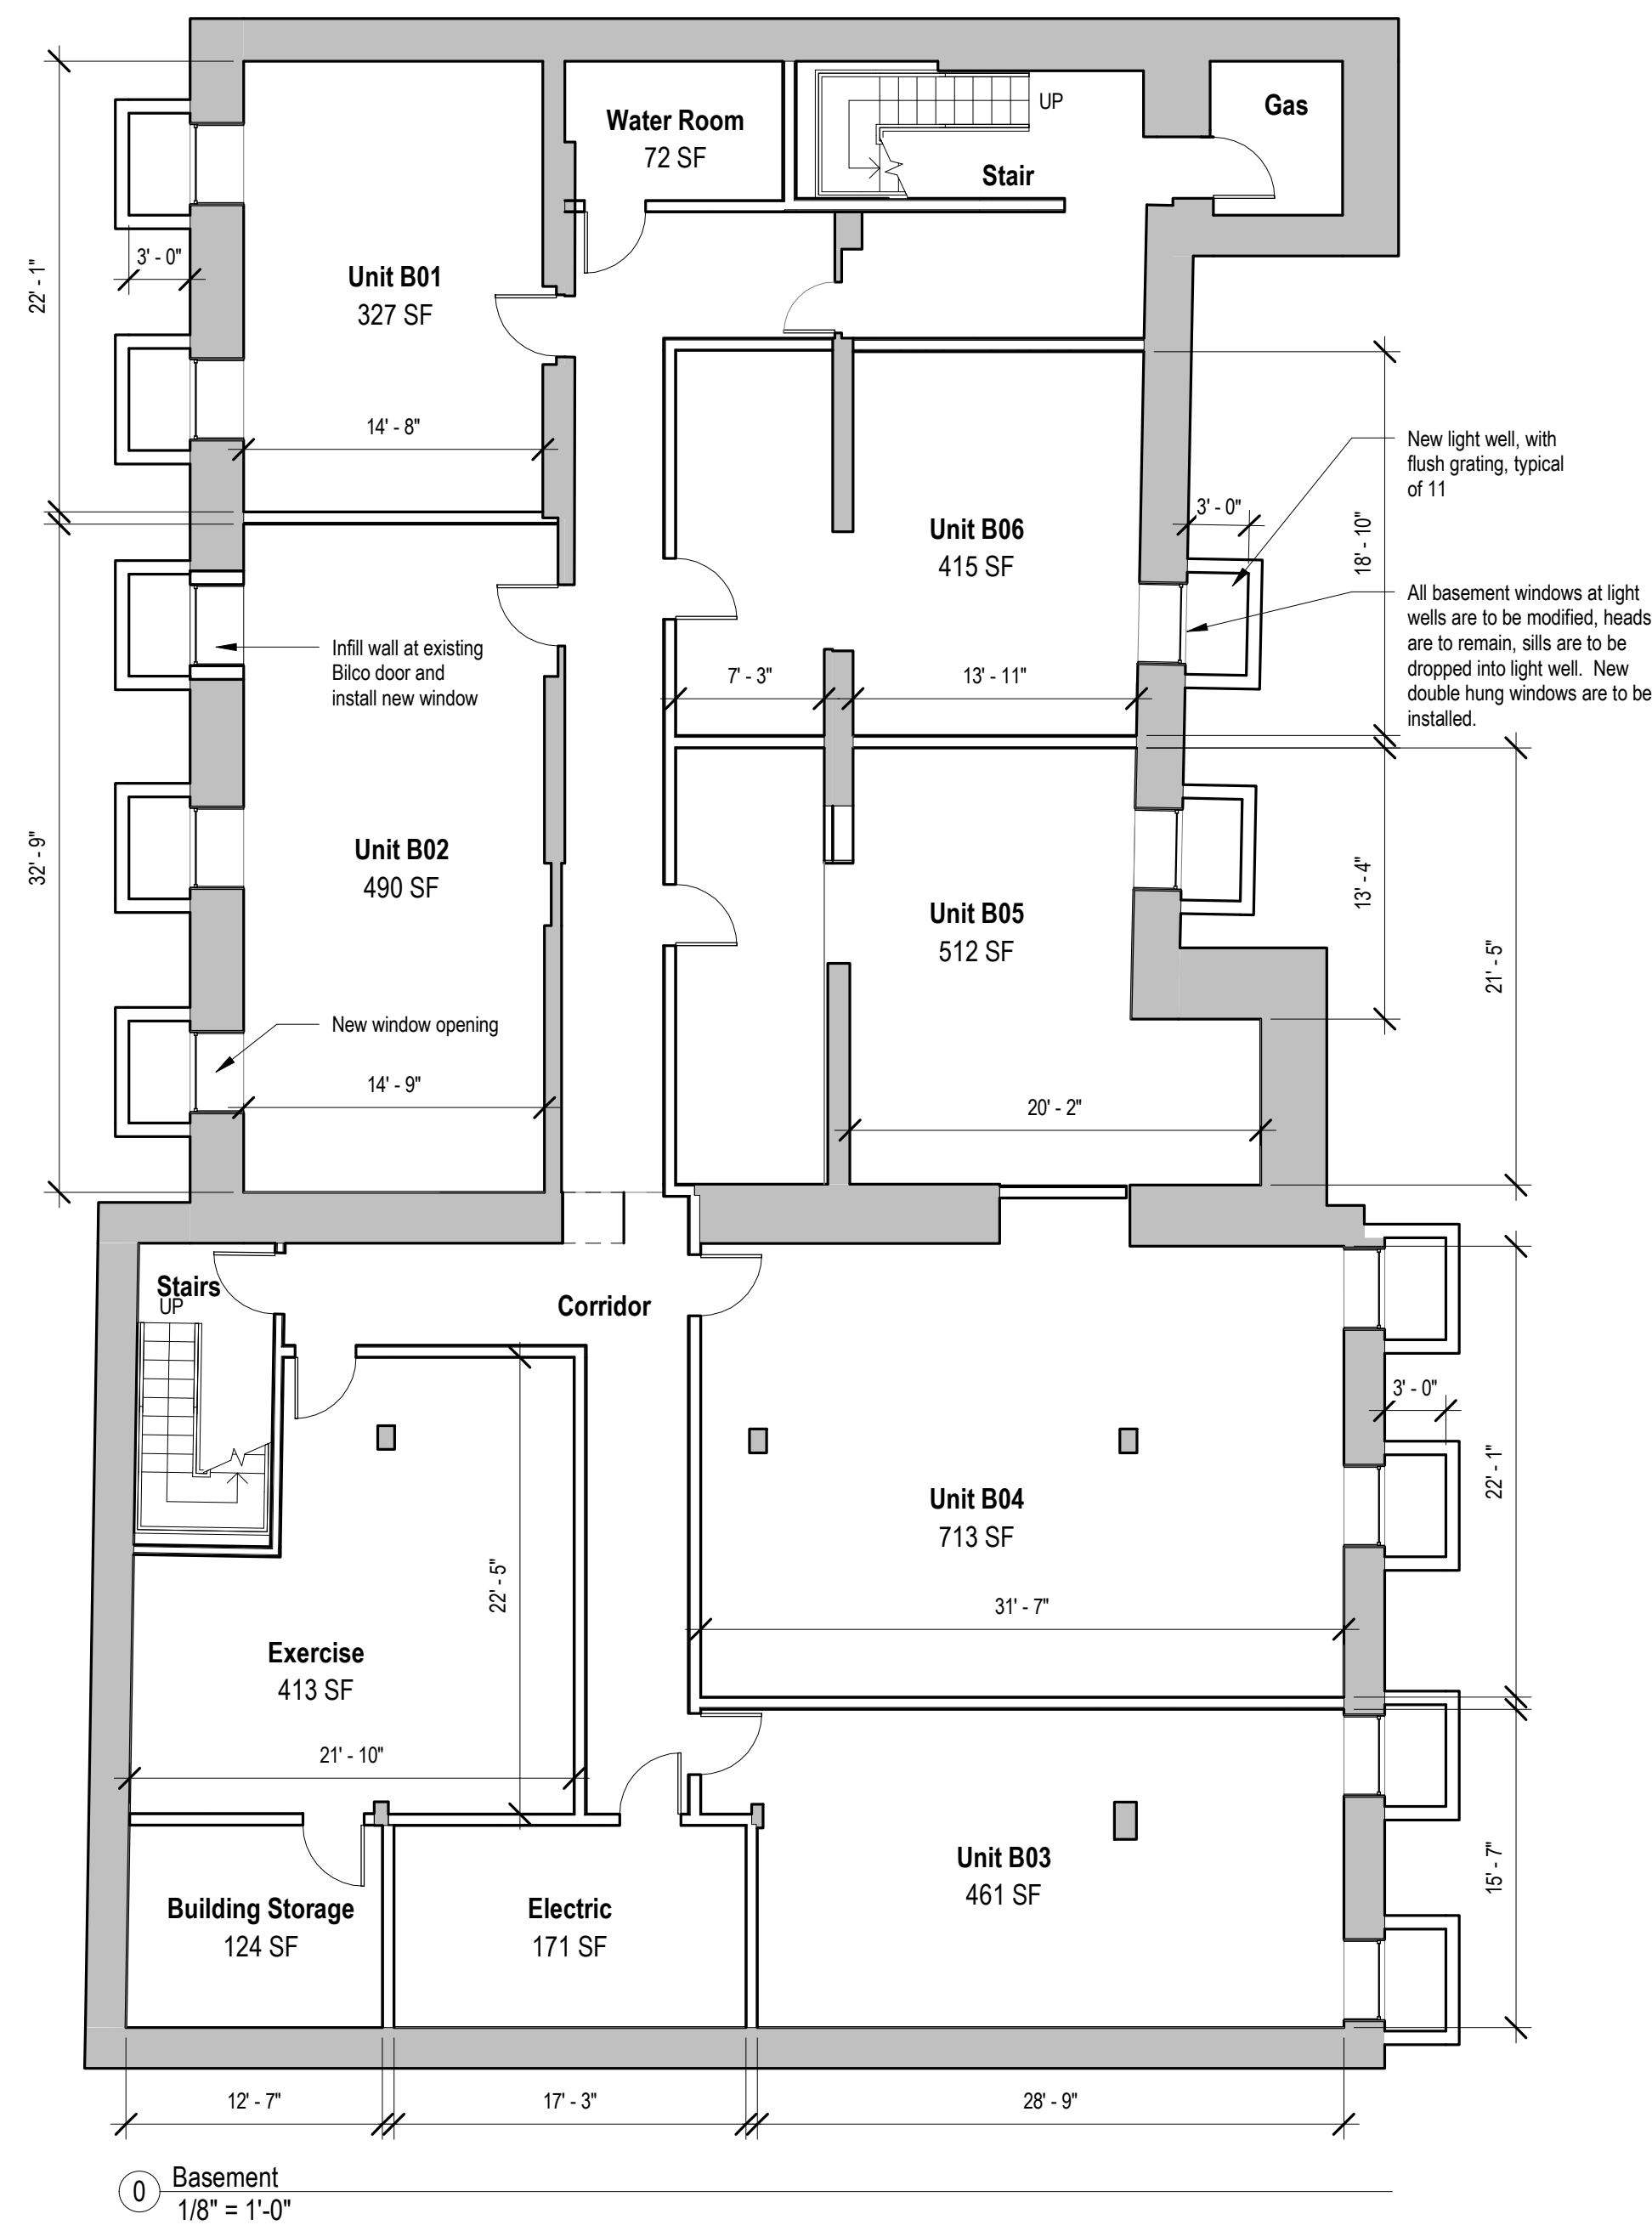 UP
Gas
Water Room
72 SF
Stair
3' - 0"
22' - 1"
Unit B01
327 SF
14' - 8"
New light well, with
flush grating, typical
of 11
3' - 0"
18' - 10"
Unit B06
415 SF
All basement windows at light
wells are to be modified, heads
are to remain, sills are to be
dropped into light well. New
double hung windows are to be
installed.
Infill wall at existing
Bilco door and
install new window
7' - 3"
13' - 11"
32' - 9"
Unit B02
490 SF
13' - 4"
Unit B05
512 SF
21' - 5"
New window opening
14' - 9"
20' - 2"
Stairs
UP
Corridor
3' - 0"
22' - 1"
Unit B04
713 SF
22' - 5"
31' - 7"
Exercise
413 SF
21' - 10"
Unit B03
461 SF
15' - 7"
Building Storage
124 SF
Electric
171 SF
12' - 7"
17' - 3"
28' - 9"
0
Basement
1/8" = 1'-0"